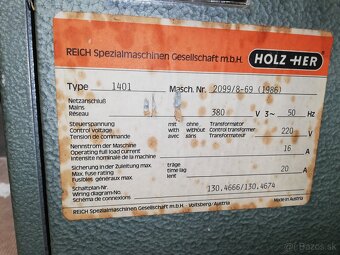 REICH Spezialmaschinen Gesellschaft m.b.H. HOLZ-HER
Type 1401 Masch. Nr. 2099/8-69 (1986)
Netzanschluß
Mains
Réseau 380 V 3~ 50 Hz
Steuerspannung mit ohne Transformator
Control voltage with without Control transformer 220 V
Tension de commande avec sans Transformateur
Nennstrom der Maschine
Operating full load current 16 A
Intensité nominale de la machine
Sicherung in der Zuleitung max. träge
Max. fuse rating time lag 20 A
Fusibles généraux max. lent
Schaltplan-Nr.
Wiring diagram-No. 130.4666/130.4674
Schéma de connexions
REICH Spezialmaschinen Gesellschaft m.b.H. - Voitsberg/Austria Made in Austria
bazos.sk